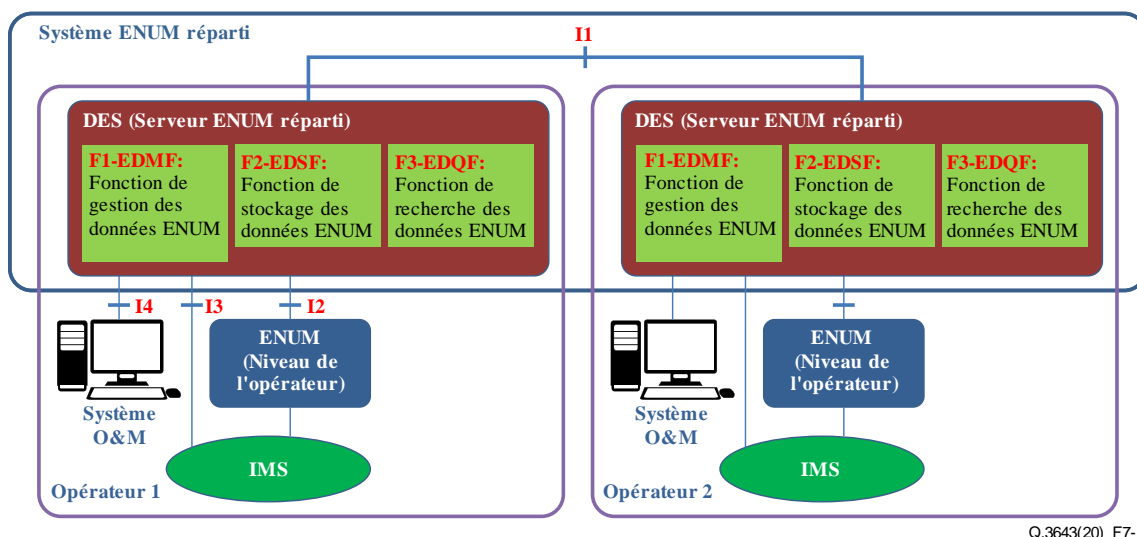 Système ENUM réparti
I1
DES (Serveur ENUM réparti)
F1-EDMF:
Fonction de
gestion des
données ENUM
F2-EDSF:
Fonction de
stockage des
données ENUM
F3-EDQF:
Fonction de
recherche des
données ENUM
I4
I3
I2
Système
O&M
ENUM
(Niveau de
l'opérateur)
IMS
Opérateur 1
DES (Serveur ENUM réparti)
F1-EDMF:
Fonction de
gestion des
données ENUM
F2-EDSF:
Fonction de
stockage des
données ENUM
F3-EDQF:
Fonction de
recherche des
données ENUM
Système
O&M
ENUM
(Niveau de
l'opérateur)
IMS
Opérateur 2
Q.3643(20)_F7-